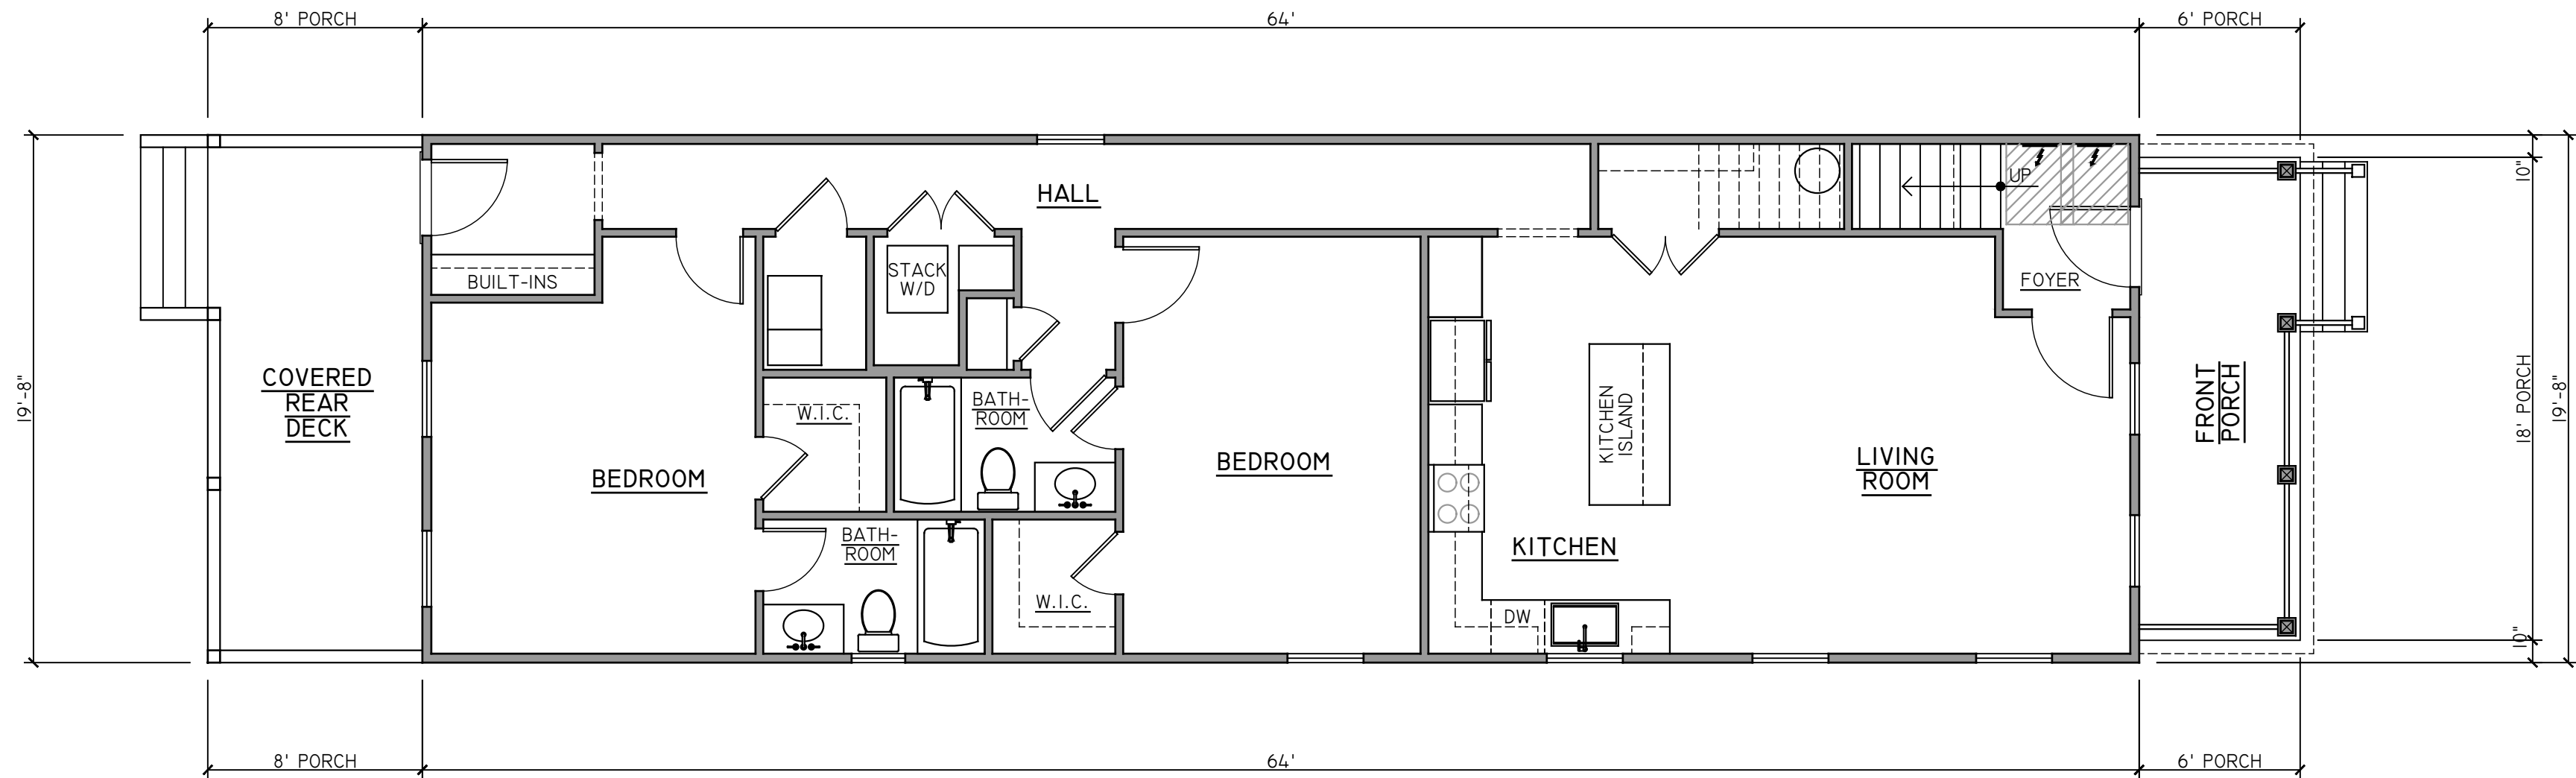 8' PORCH
64'
6' PORCH
HALL
UP
10"
STACK
W/D
BUILT-INS
FOYER
COVERED
REAR
DECK
19'-8"
W.I.C.
BATH-
ROOM
BEDROOM
BEDROOM
KITCHEN
ISLAND
LIVING
ROOM
FRONT
PORCH
18' PORCH
19'-8"
BATH-
ROOM
KITCHEN
W.I.C.
DW
10"
8' PORCH
64'
6' PORCH